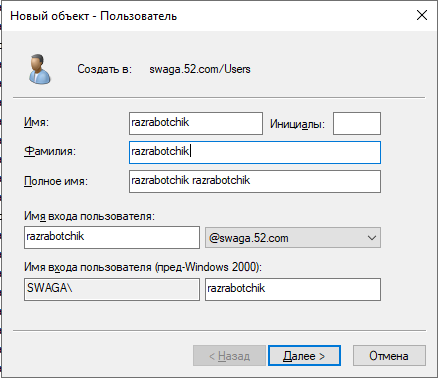 Новый объект - Пользователь
Создать в: swaga.52.com/Users
Имя: razrabotchik Инициалы:
Фамилия: razrabotchik
Полное имя: razrabotchik razrabotchik
Имя входа пользователя:
razrabotchik @swaga.52.com
Имя входа пользователя (пред-Windows 2000):
SWAGA\ razrabotchik
< Назад Далее > Отмена